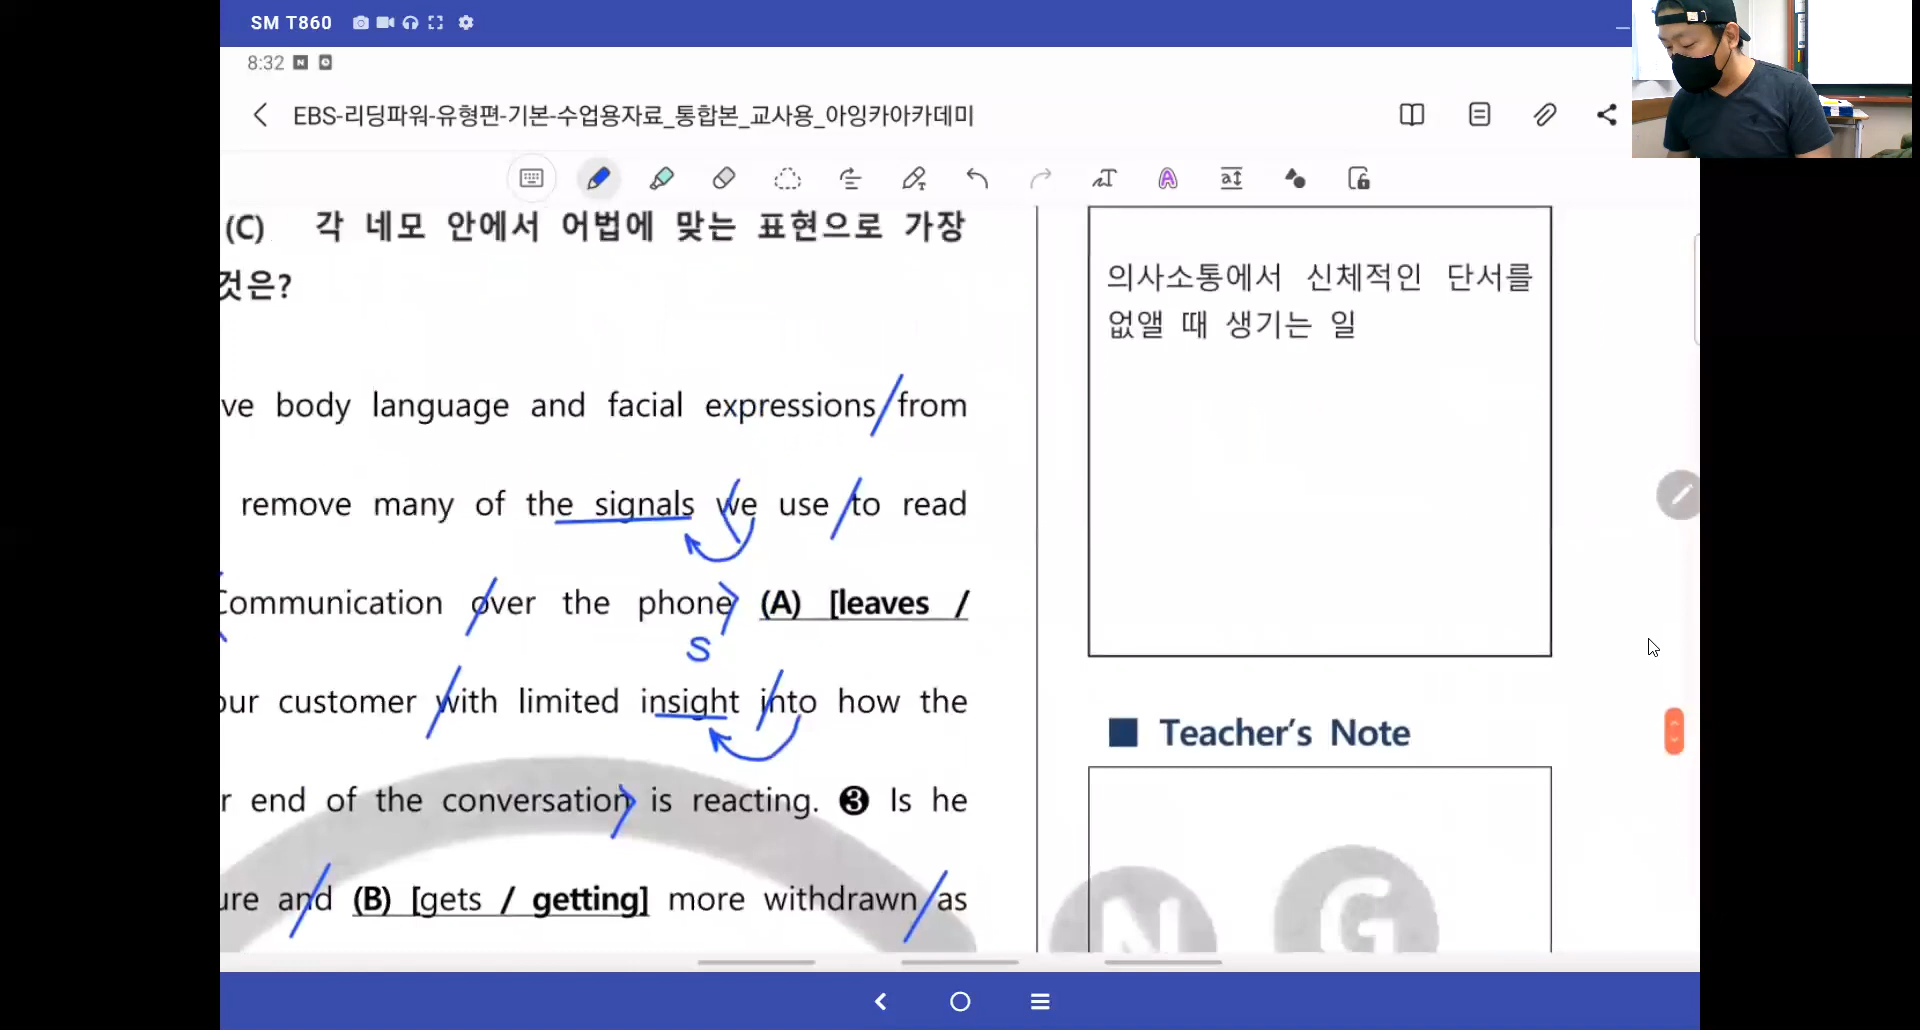 SM T860
8:32
EBS-리딩파워-유형편-기본-수업용자료_통합본_교사용_아잉카아카데미
(C) 각 네모 안에서 어법에 맞는 표현으로 가장
것은?
ve body language and facial expressions from
remove many of the signals we use to read
Communication over the phone (A) [leaves /
S
our customer with limited insight into how the
r end of the conversation is reacting. ❸ Is he
ure and (B) [gets / getting] more withdrawn as
의사소통에서 신체적인 단서를
없앨 때 생기는 일
■ Teacher's Note
N G